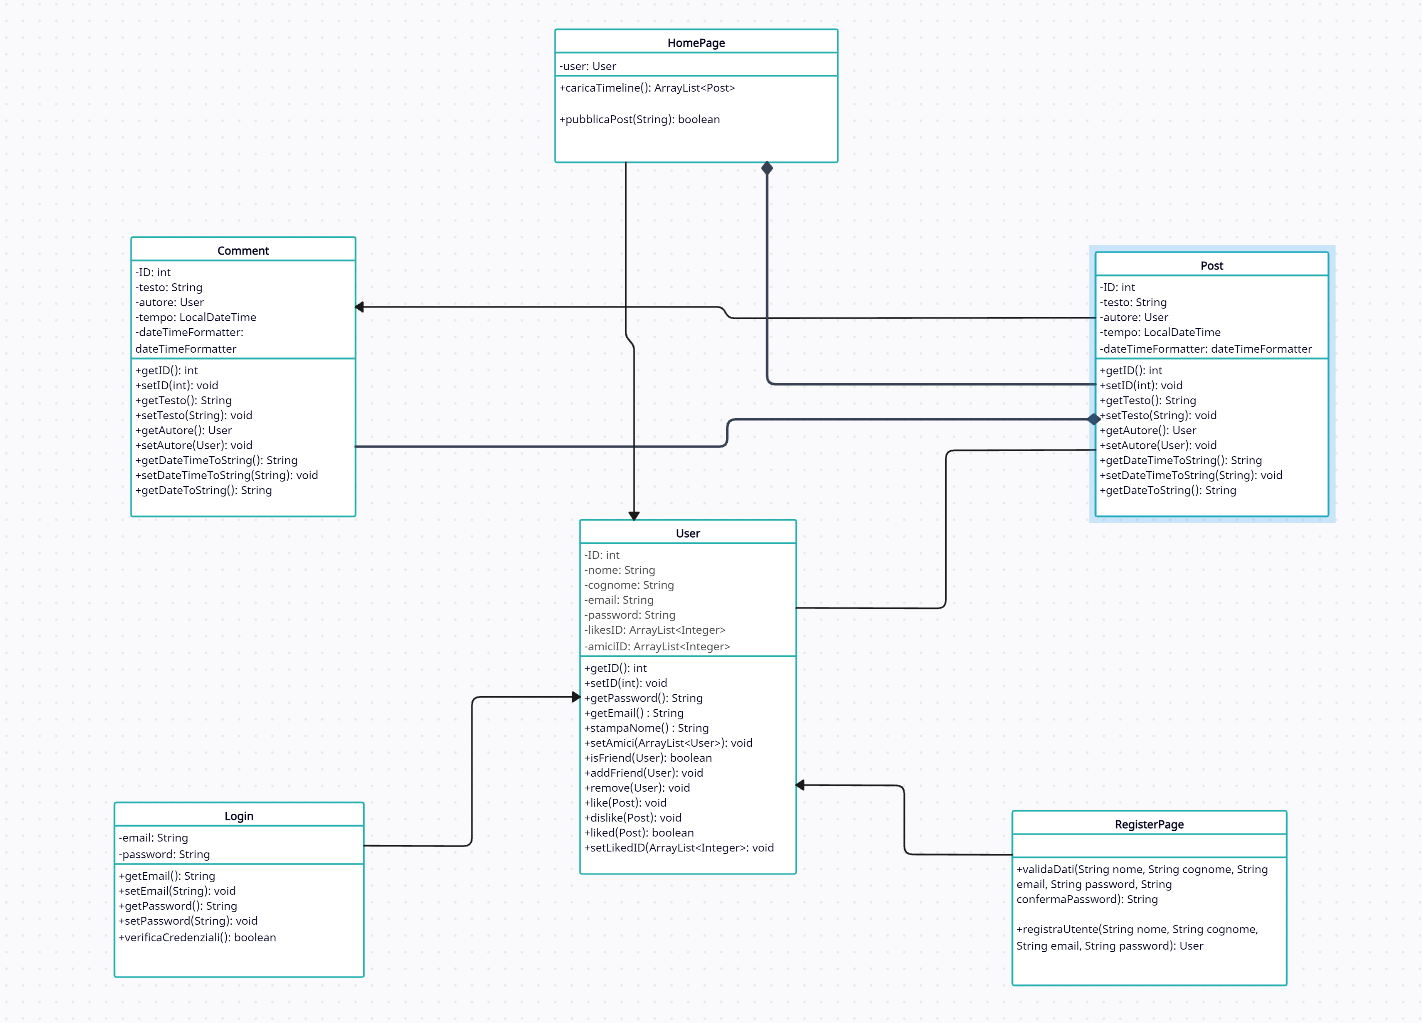 HomePage
-user: User
+caricaTimeline(): ArrayList<Post>
+pubblicaPost(String): boolean
Comment
-ID: int
-testo: String
-autore: User
-tempo: LocalDateTime
-dateTimeFormatter:
dateTimeFormatter
+getID(): int
+setID(int): void
+getTesto(): String
+setTesto(String): void
+getAutore(): User
+setAutore(User): void
+getDateTimeToString(): String
+setDateTimeToString(String): void
+getDateToString(): String
Post
-ID: int
-testo: String
-autore: User
-tempo: LocalDateTime
-dateTimeFormatter: dateTimeFormatter
+getID(): int
+setID(int): void
+getTesto(): String
+setTesto(String): void
+getAutore(): User
+setAutore(User): void
+getDateTimeToString(): String
+setDateTimeToString(String): void
+getDateToString(): String
User
-ID: int
-nome: String
-cognome: String
-email: String
-password: String
-likesID: ArrayList<Integer>
-amiciID: ArrayList<Integer>
+getID(): int
+setID(int): void
+getPassword(): String
+getEmail() : String
+stampaNome() : String
+setAmici(ArrayList<User>): void
+isFriend(User): boolean
+addFriend(User): void
+remove(User): void
+like(Post): void
+dislike(Post): void
+liked(Post): boolean
+setLikedID(ArrayList<Integer>: void
Login
-email: String
-password: String
+getEmail(): String
+setEmail(String): void
+getPassword(): String
+setPassword(String): void
+verificaCredenziali(): boolean
RegisterPage
+validaDati(String nome, String cognome, String
email, String password, String
confermaPassword): String
+registraUtente(String nome, String cognome,
String email, String password): User